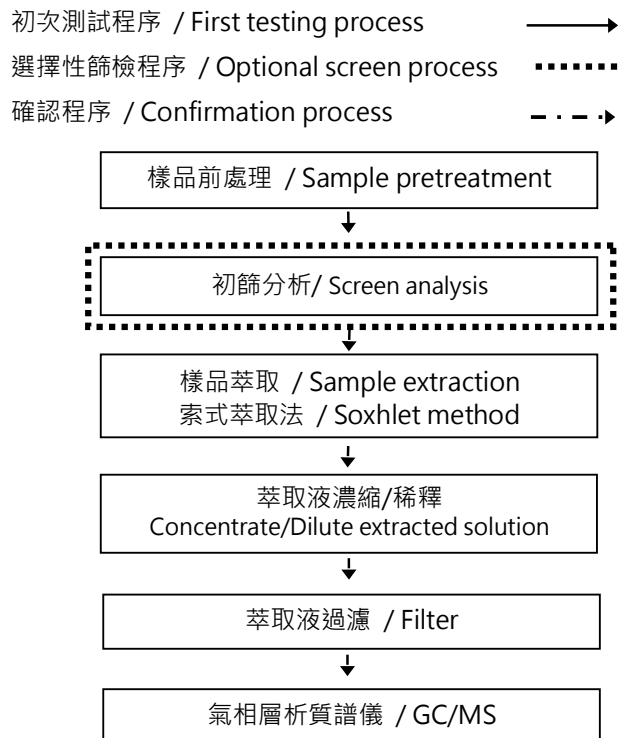 初次測試程序 / First testing process
選擇性篩檢程序 / Optional screen process
確認程序 / Confirmation process
樣品前處理 / Sample pretreatment
初篩分析/ Screen analysis
樣品萃取 / Sample extraction
索式萃取法 / Soxhlet method
萃取液濃縮/稀釋
Concentrate/Dilute extracted solution
萃取液過濾 / Filter
氣相層析質譜儀 / GC/MS